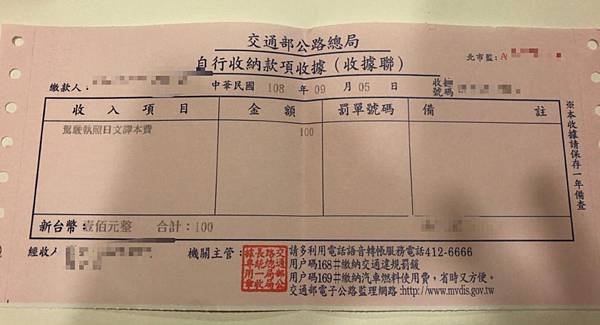 交通部公路總局
自行收納款項收據(收據聯)
北市監:A
繳款人:
中華民國 108 年 09 月 05 日
收據
號碼
收入項目 金額 罰單號碼 備註
駕駛執照日文譯本費 100
※本收據請保存一年備查
新台幣:壹佰元整 合計:100
經收人
機關主管:
請多利用電話語音轉帳服務電話412-6666
用戶碼168#繳納交通違規罰鍰
用戶碼169#繳納汽車燃料使用費,省時又方便。
交通部電子公路監理網路:http://www.mvdis.gov.tw